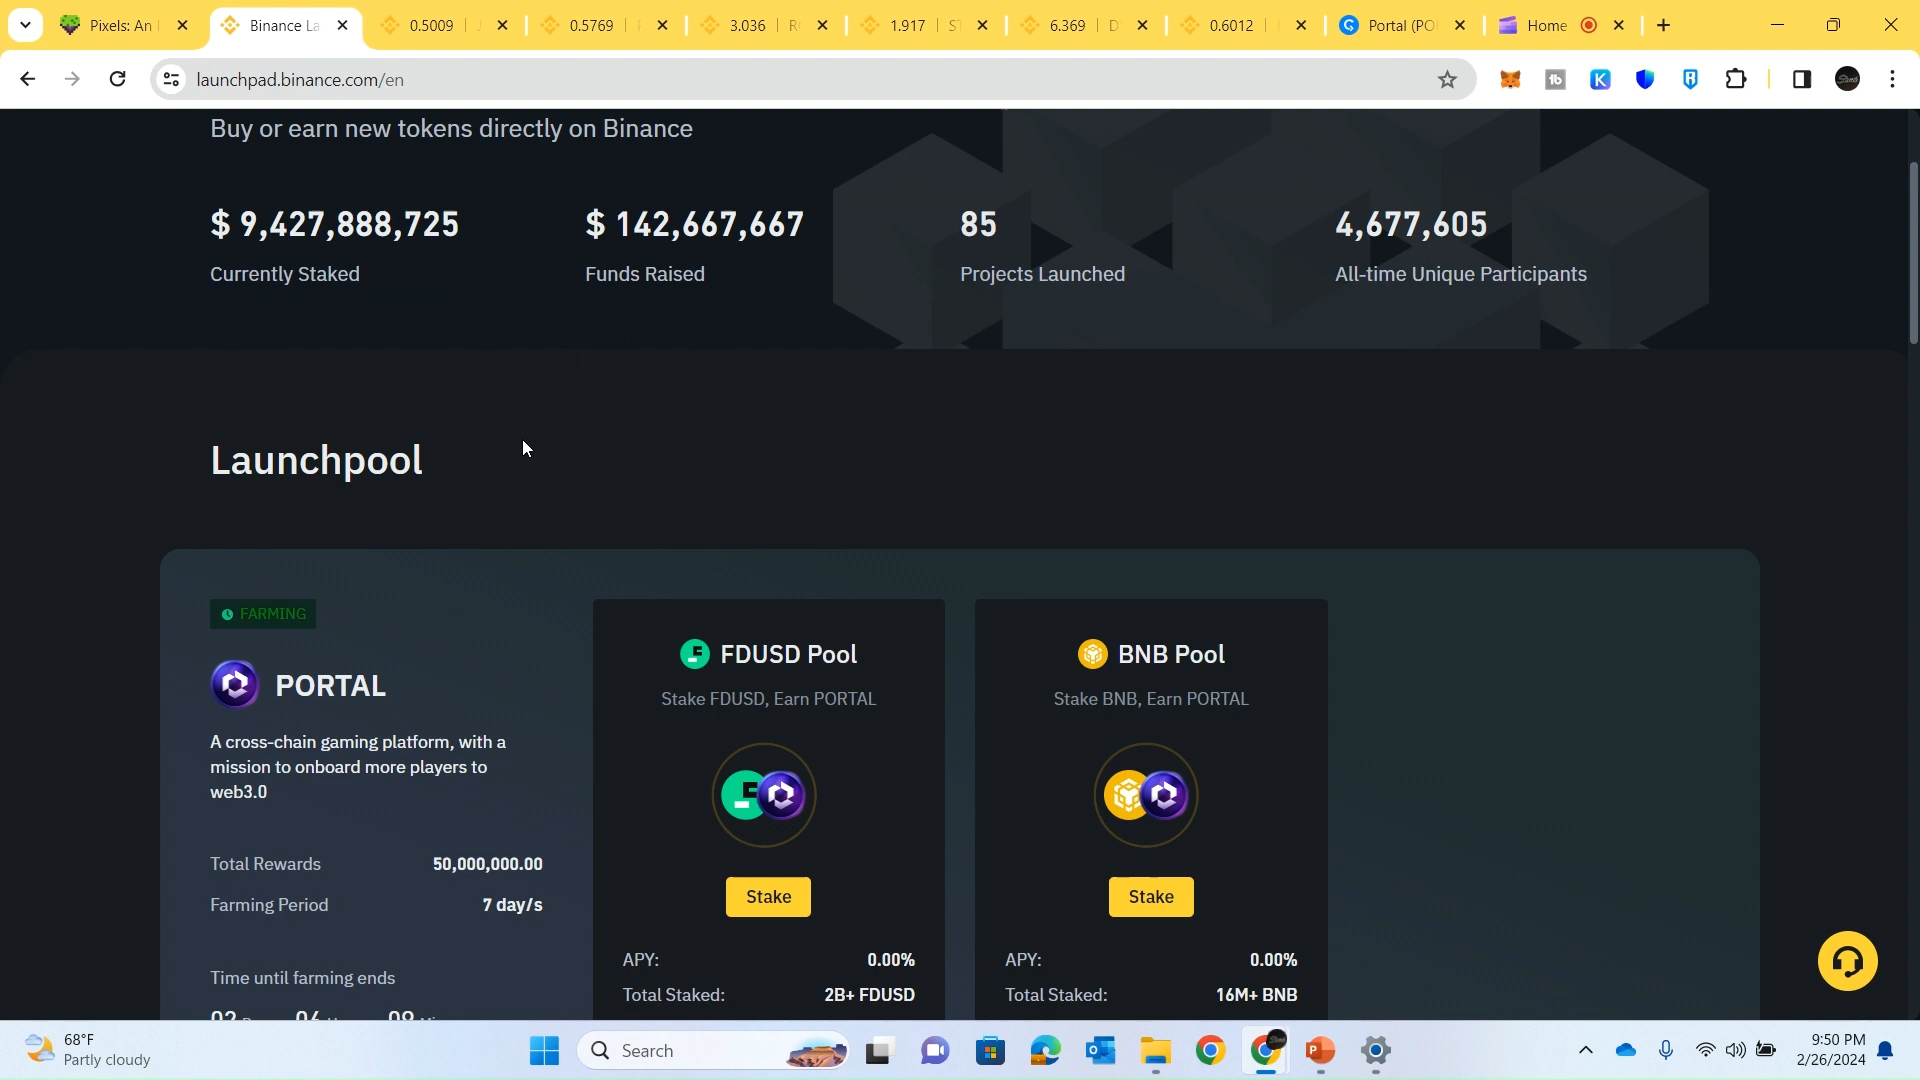 Pixels: An
Binance La
0.5009
0.5769
3.036
1.917
6.369
0.6012
Portal (PO
Home
launchpad.binance.com/en
Buy or earn new tokens directly on Binance
$ 9,427,888,725
$ 142,667,667
85
4,677,605
Currently Staked
Funds Raised
Projects Launched
All-time Unique Participants
Launchpool
FARMING
PORTAL
A cross-chain gaming platform, with a
mission to onboard more players to
web3.0
Total Rewards 50,000,000.00
Farming Period 7 day/s
Time until farming ends
FDUSD Pool
Stake FDUSD, Earn PORTAL
Stake
APY: 0.00%
Total Staked: 2B+ FDUSD
BNB Pool
Stake BNB, Earn PORTAL
Stake
APY: 0.00%
Total Staked: 16M+ BNB
68°F
Partly cloudy
Search
9:50 PM
2/26/2024